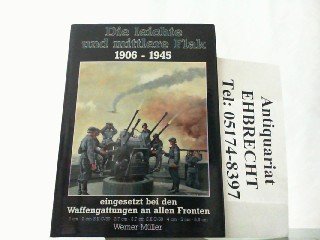 Die leichte
und mittlere Flak
1906 - 1945
eingesetzt bei den
Waffengattungen an allen Fronten
Werner Müller
Antiquariat
EHBRECHT
Tel: 05174-8397